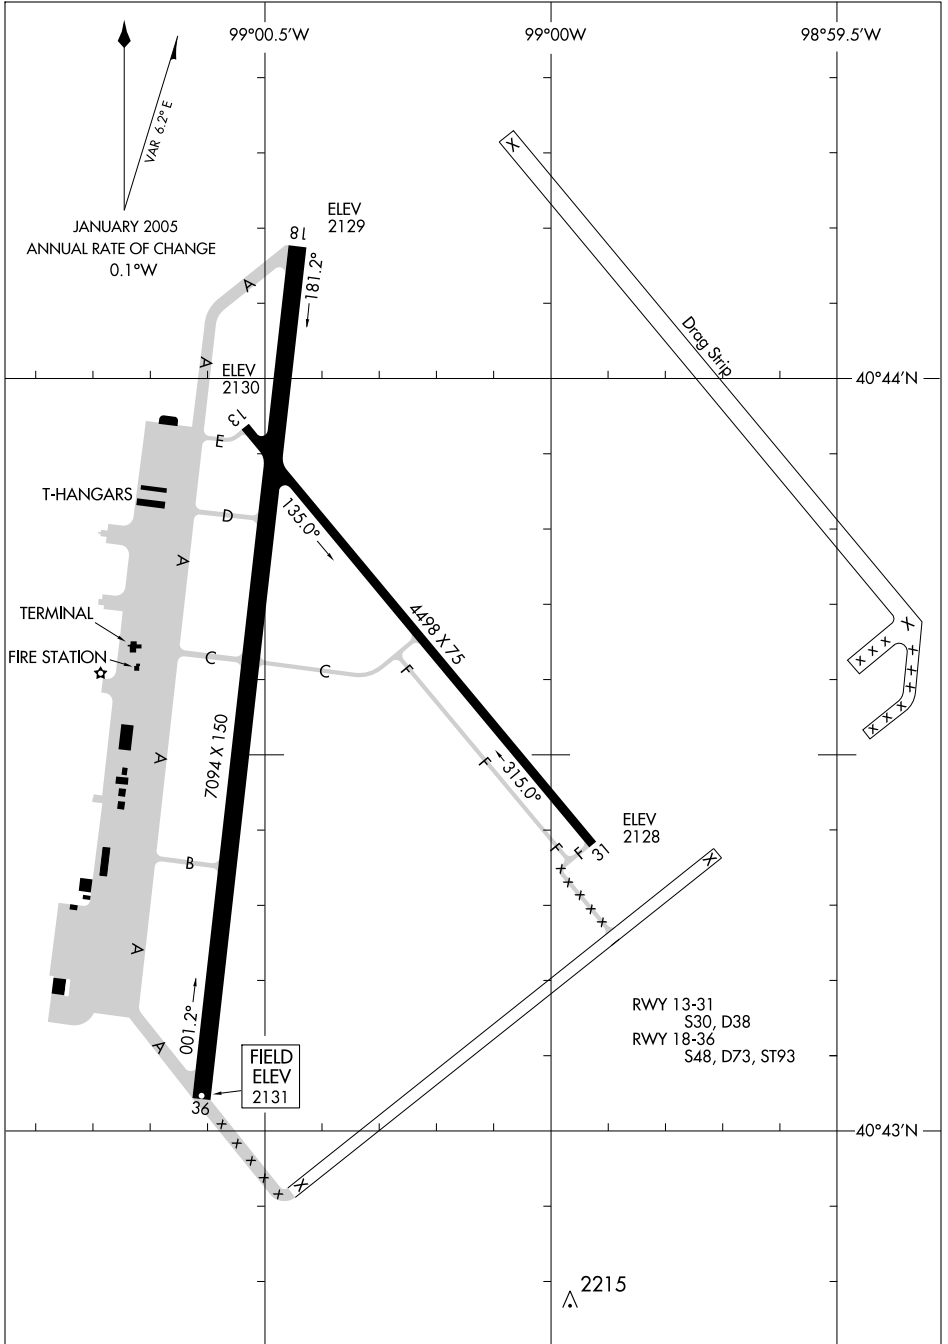 99°00.5'W
99°00'W
98°59.5'W
VAR 6.2° E
JANUARY 2005
ANNUAL RATE OF CHANGE
0.1°W
ELEV
2129
18
181.2°
A
A
Drag Strip
40°44'N
ELEV
2130
13
E
T-HANGARS
D
135.0°
A
4498 X 75
TERMINAL
FIRE STATION
C
C
F
7094 X 150
A
F
315.0°
ELEV
2128
31
F
F
B
A
001.2°
A
RWY 13-31
S30, D38
RWY 18-36
S48, D73, ST93
FIELD
ELEV
2131
36
40°43'N
X
X
X
X
x x x
x x x x x x
x x x x x
x x x x x
2215